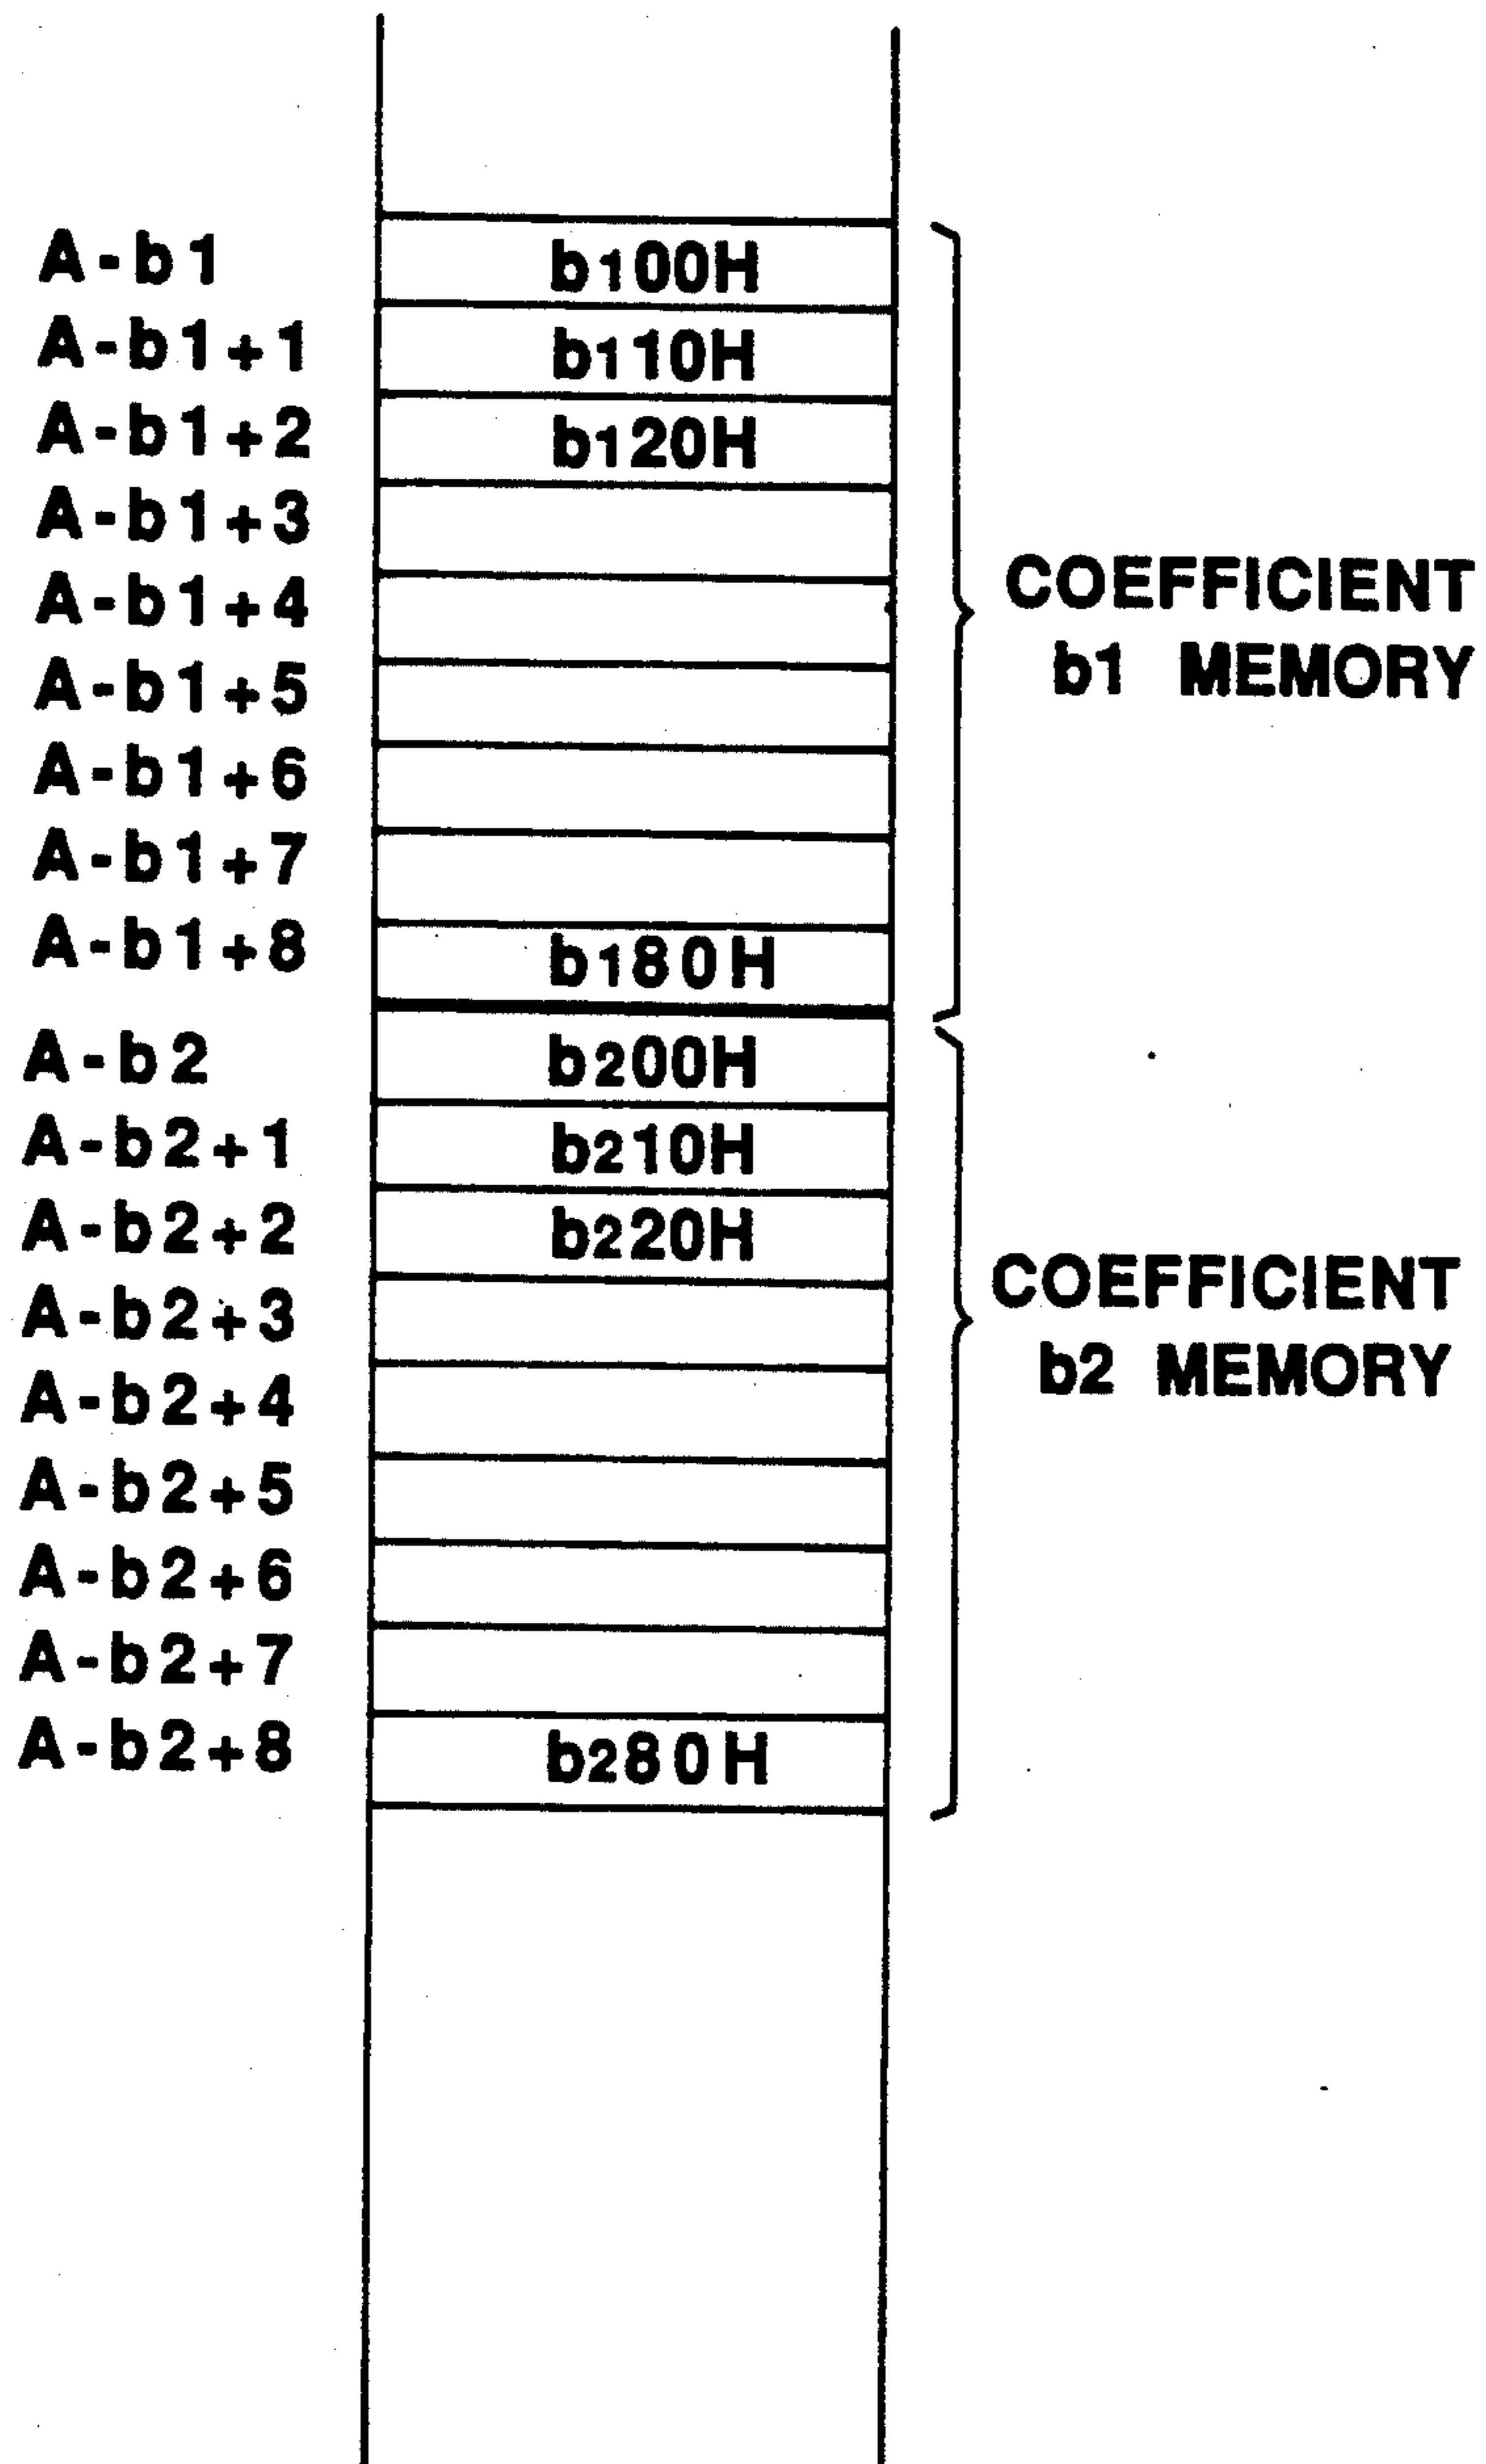 A-b1 b100H
A-b1+1 b110H
A-b1+2 b120H
A-b1+3
A-b1+4
A-b1+5
A-b1+6
A-b1+7
A-b1+8 b180H
COEFFICIENT
b1 MEMORY
A-b2 b200H
A-b2+1 b210H
A-b2+2 b220H
A-b2+3
A-b2+4
A-b2+5
A-b2+6
A-b2+7
A-b2+8 b280H
COEFFICIENT
b2 MEMORY